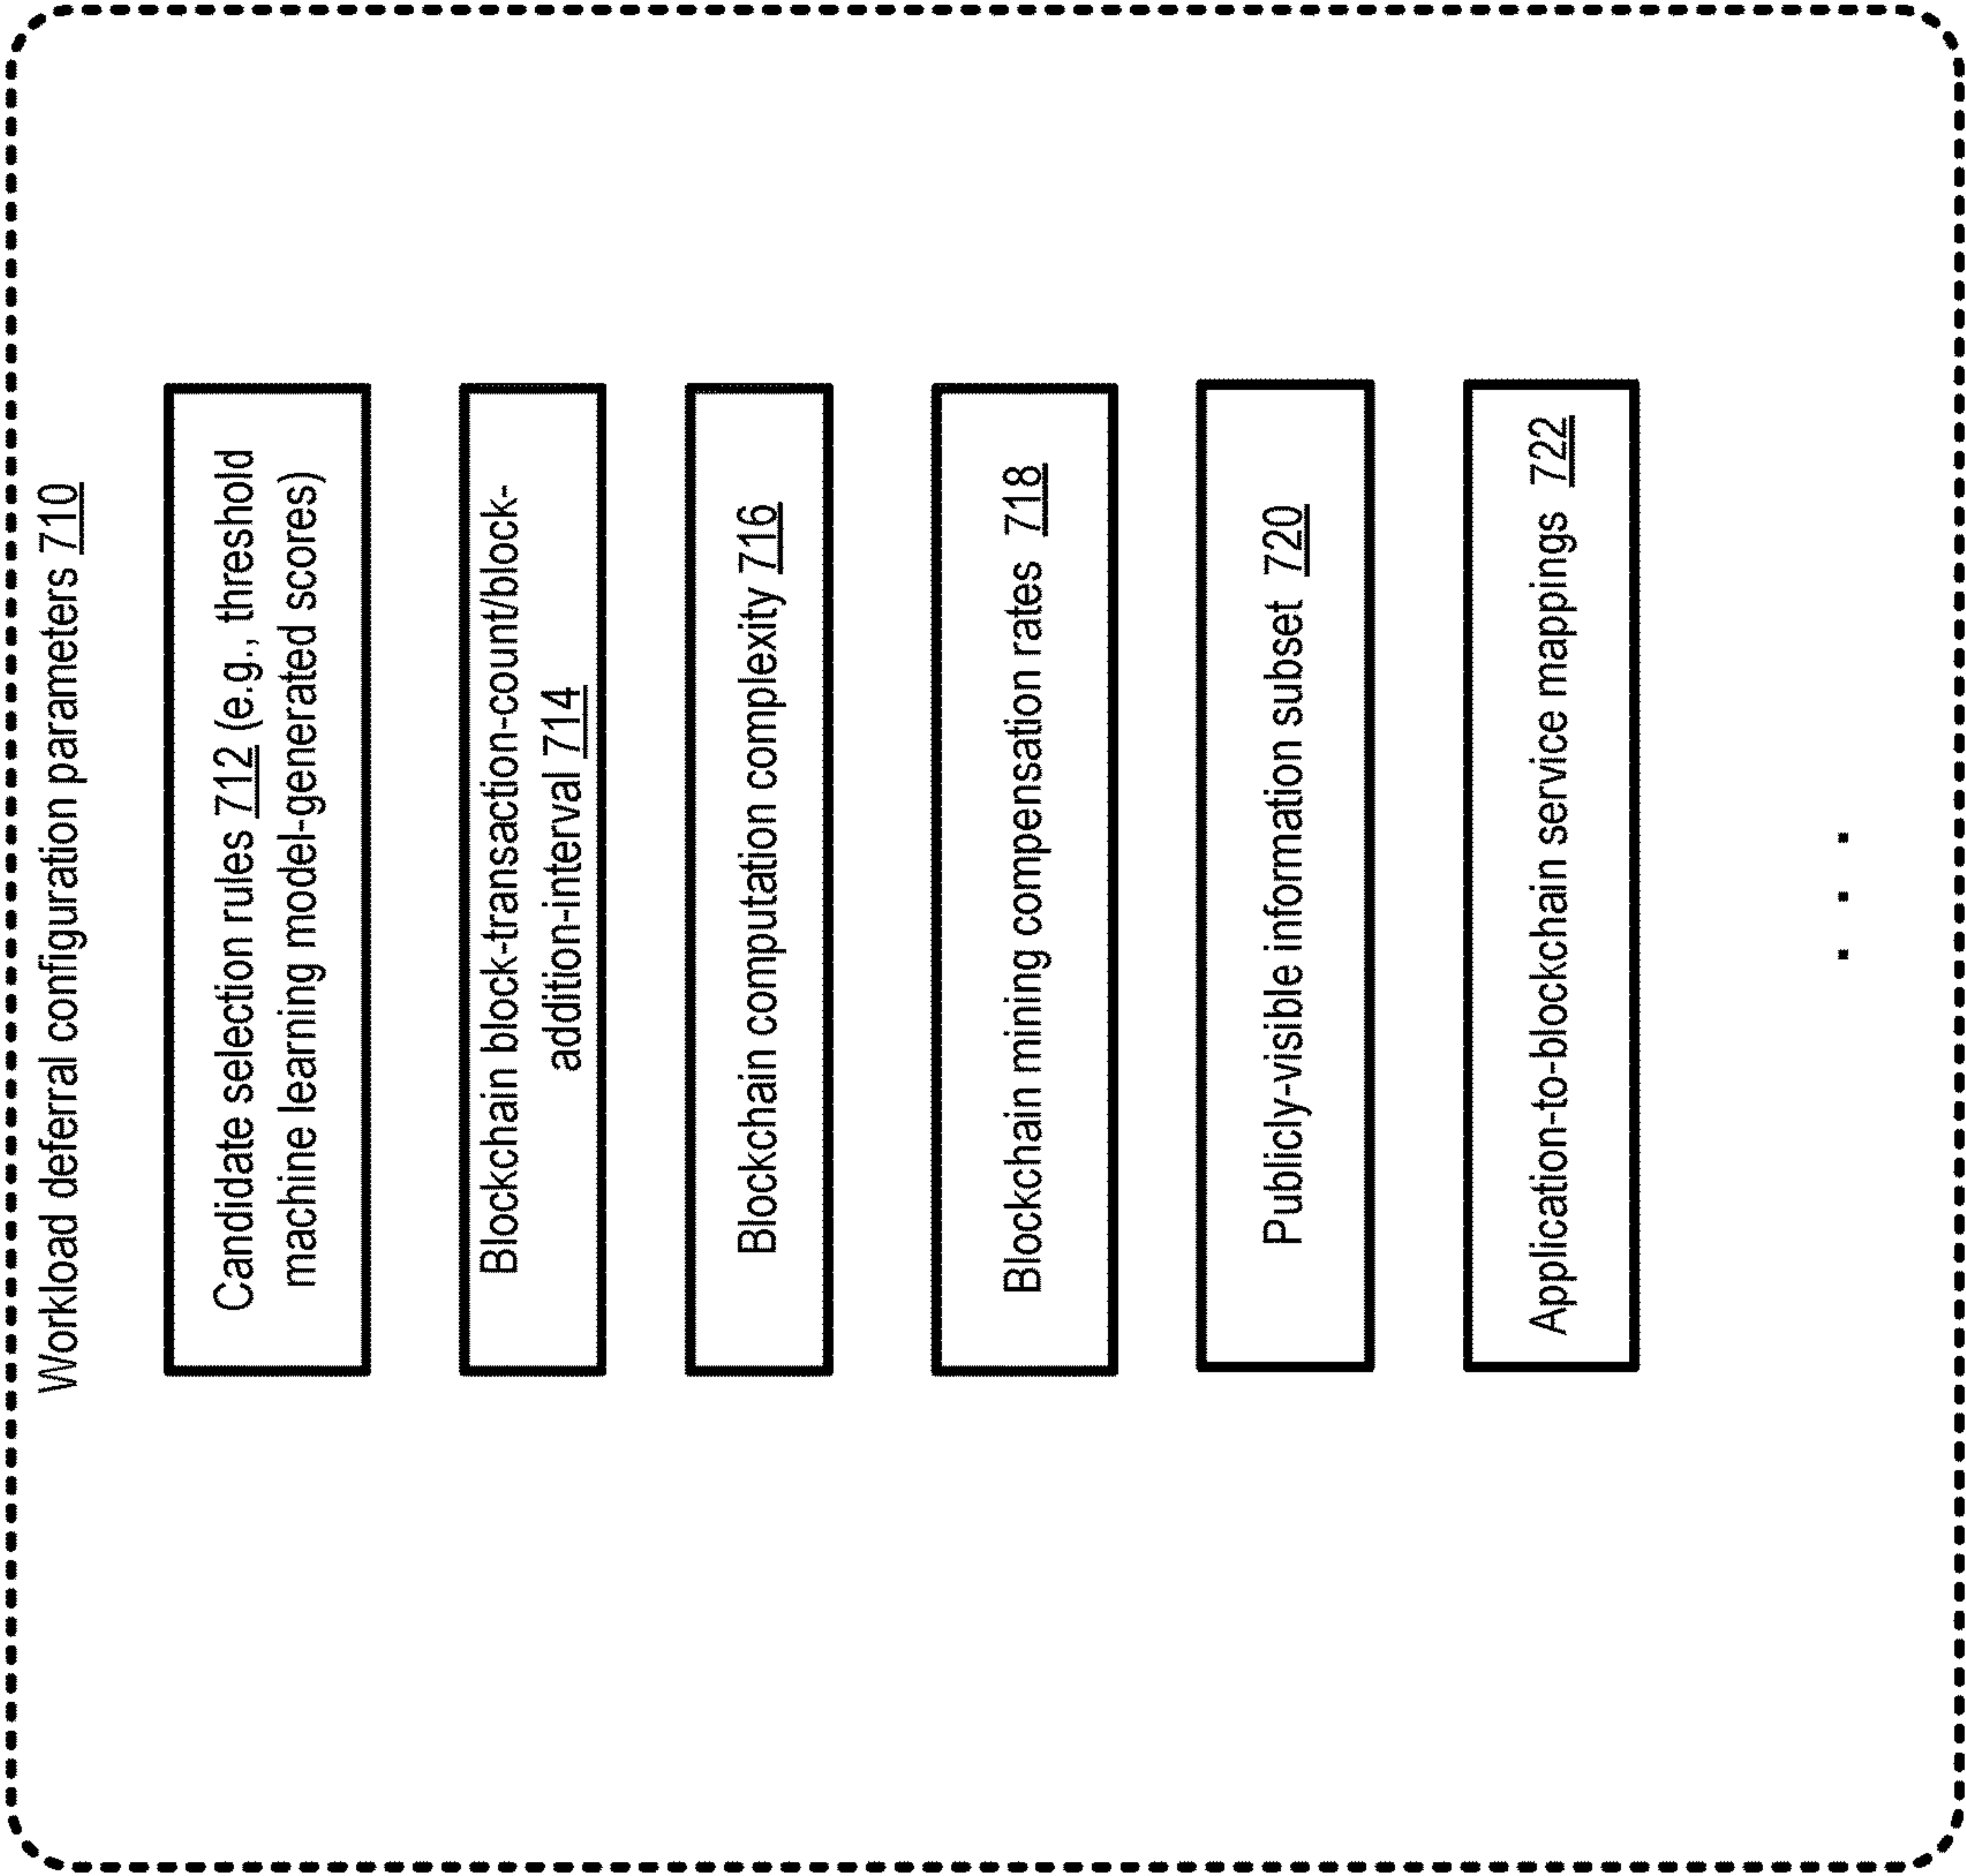 Workload deferral configuration parameters 710
Candidate selection rules 712 (e.g., threshold
machine learning model-generated scores)
Blockchain block-transaction-count/block-
addition-interval 714
Blockchain computation complexity 716
Blockchain mining compensation rates 718
Publicly-visible information subset 720
Application-to-blockchain service mappings 722
. . .